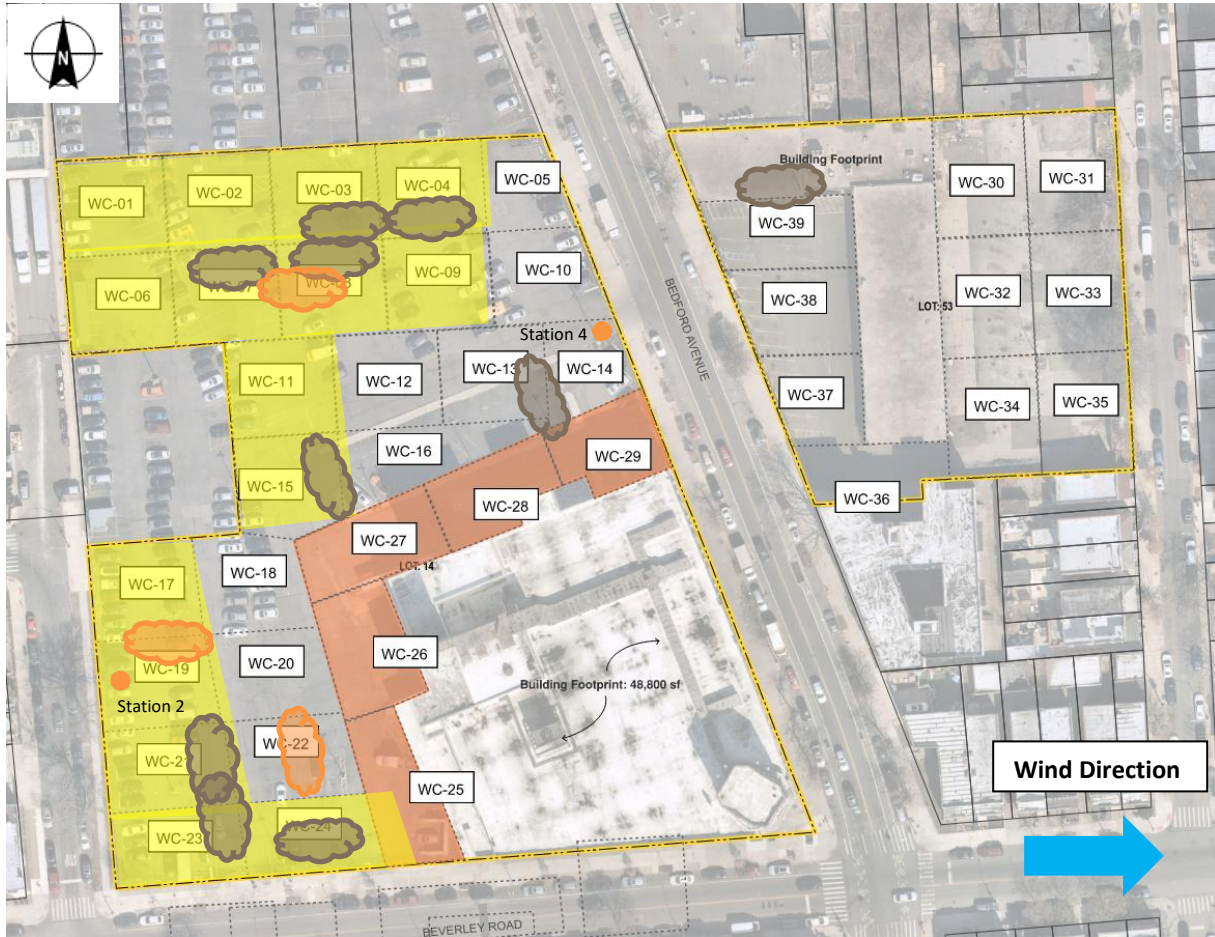 N
WC-01
WC-02
WC-03
WC-04
WC-05
WC-06
WC-09
WC-10
Station 4
WC-11
WC-12
WC-13
WC-14
WC-15
WC-16
WC-29
WC-28
WC-27
LOT: 14
WC-17
WC-18
WC-19
WC-20
WC-26
Station 2
WC-22
WC-25
WC-23
WC-24
Building Footprint: 48,800 sf
BEDFORD AVENUE
BEVERLEY ROAD
Building Footprint
WC-30
WC-31
WC-39
WC-38
WC-32
WC-33
LOT: 53
WC-37
WC-34
WC-35
WC-36
Wind Direction